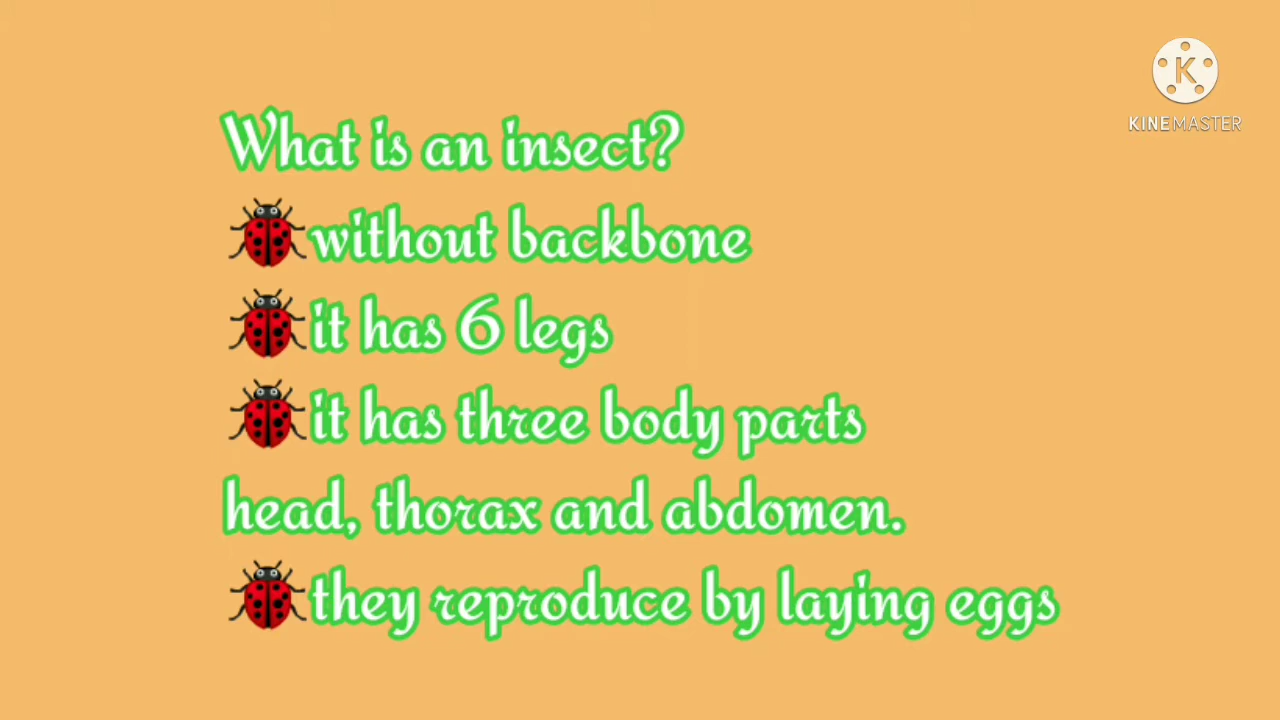 What is an insect?
🐞without backbone
🐞it has 6 legs
🐞it has three body parts
head, thorax and abdomen.
🐞they reproduce by laying eggs
K
KINEMASTER